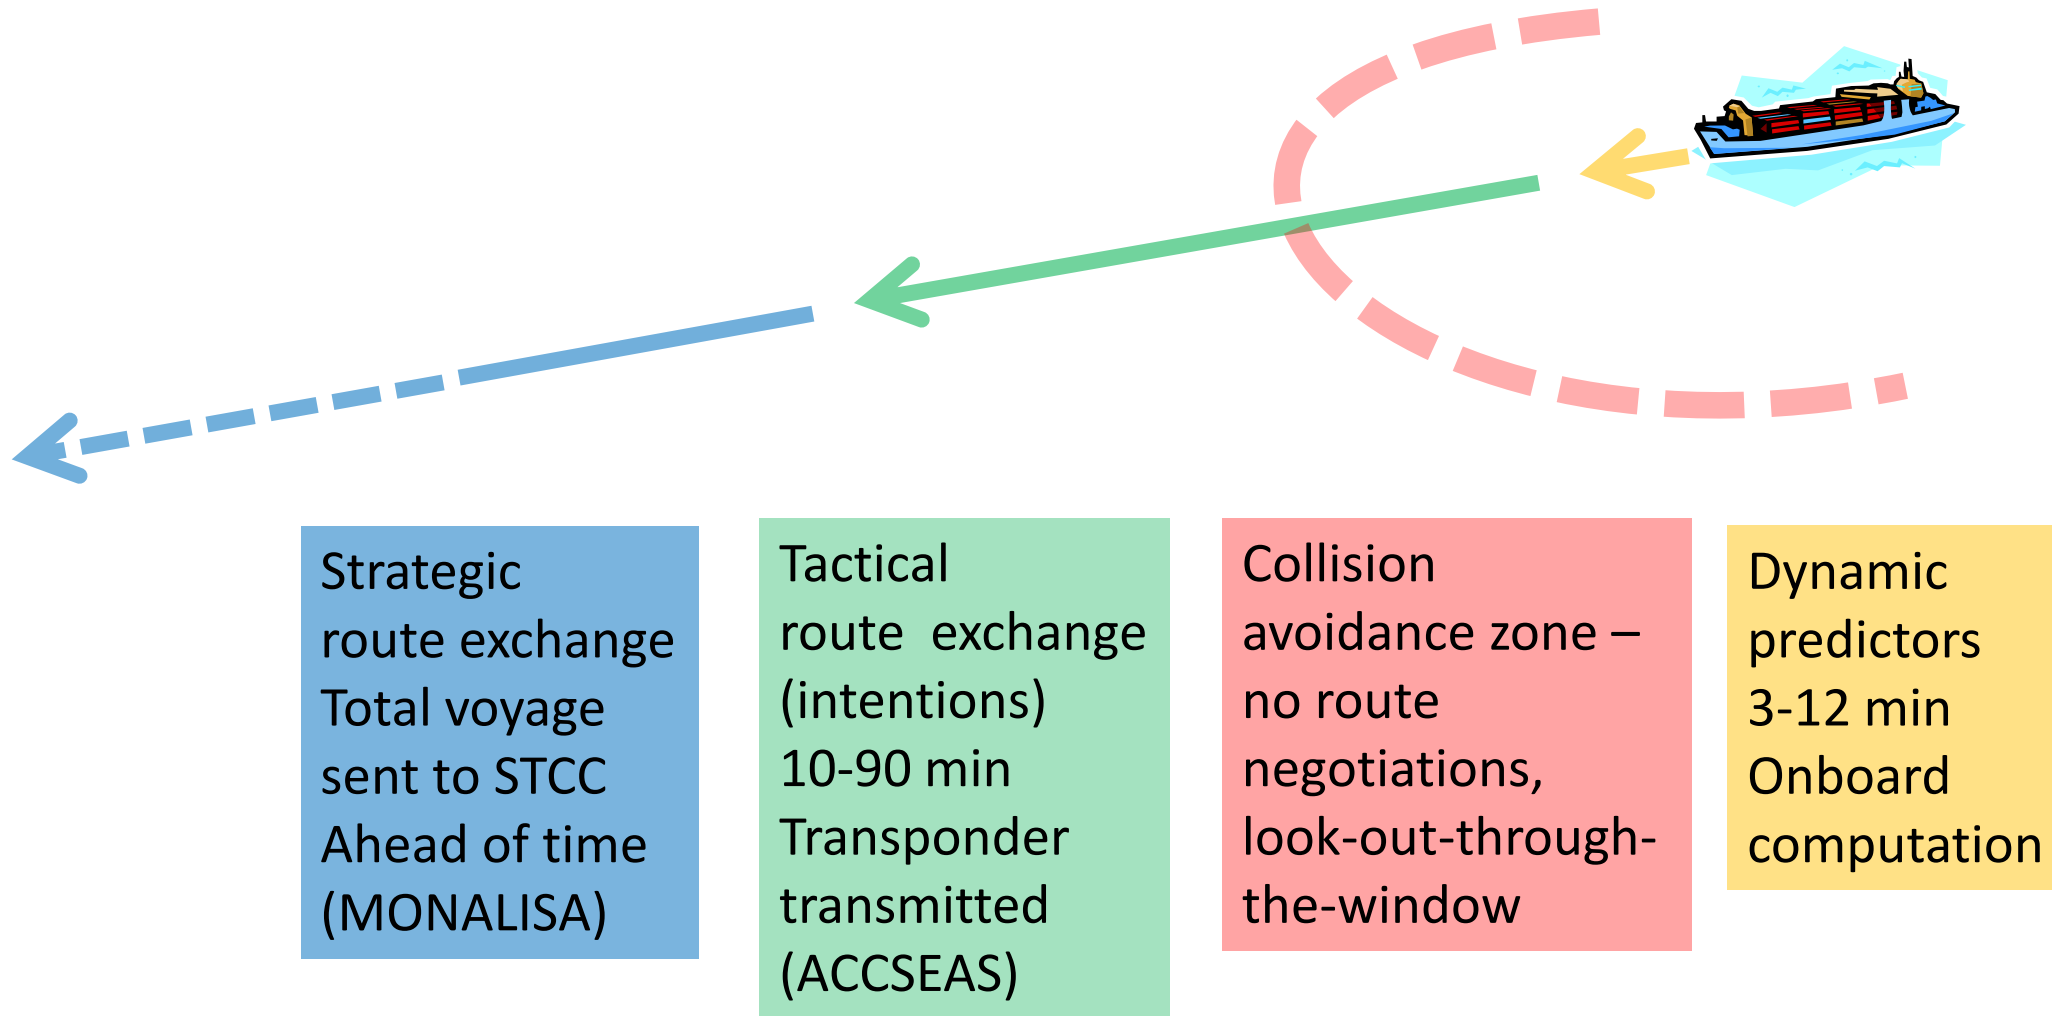 Strategic
route exchange
Total voyage
sent to STCC
Ahead of time
(MONALISA)
Tactical
route  exchange
(intentions)
10-90 min
Transponder
transmitted
(ACCSEAS)
Collision
avoidance zone –
no route
negotiations,
look-out-through-
the-window
Dynamic
predictors
3-12 min
Onboard
computation